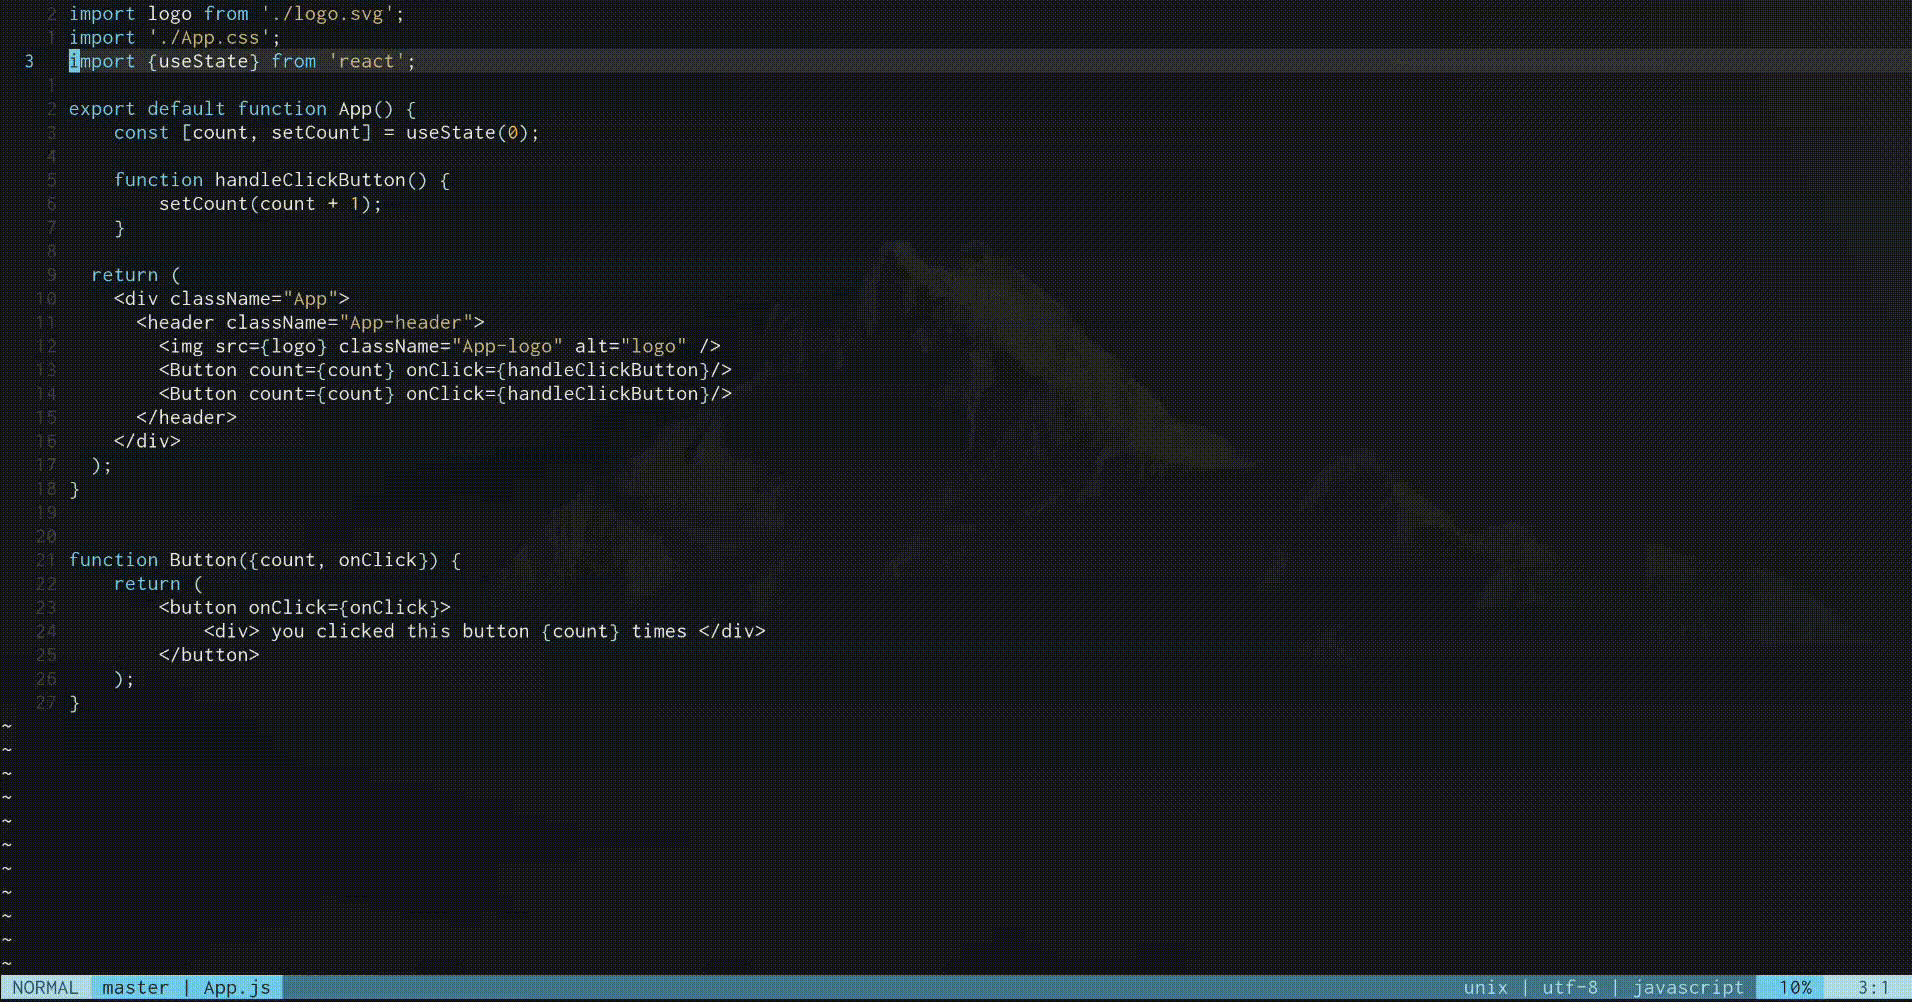 2 import logo from './logo.svg';
1 import './App.css';
3 import {useState} from 'react';
1
2 export default function App() {
3     const [count, setCount] = useState(0);
4
5     function handleClickButton() {
6         setCount(count + 1);
7     }
8
9   return (
10     <div className="App">
11       <header className="App-header">
12         <img src={logo} className="App-logo" alt="logo" />
13         <Button count={count} onClick={handleClickButton}/>
14         <Button count={count} onClick={handleClickButton}/>
15       </header>
16     </div>
17   );
18 }
19
20
21 function Button({count, onClick}) {
22     return (
23         <button onClick={onClick}>
24             <div> you clicked this button {count} times </div>
25         </button>
26     );
27 }
~
~
~
~
~
~
~
~
~
~
~
NORMAL master | App.js unix | utf-8 | javascript 10% 3:1